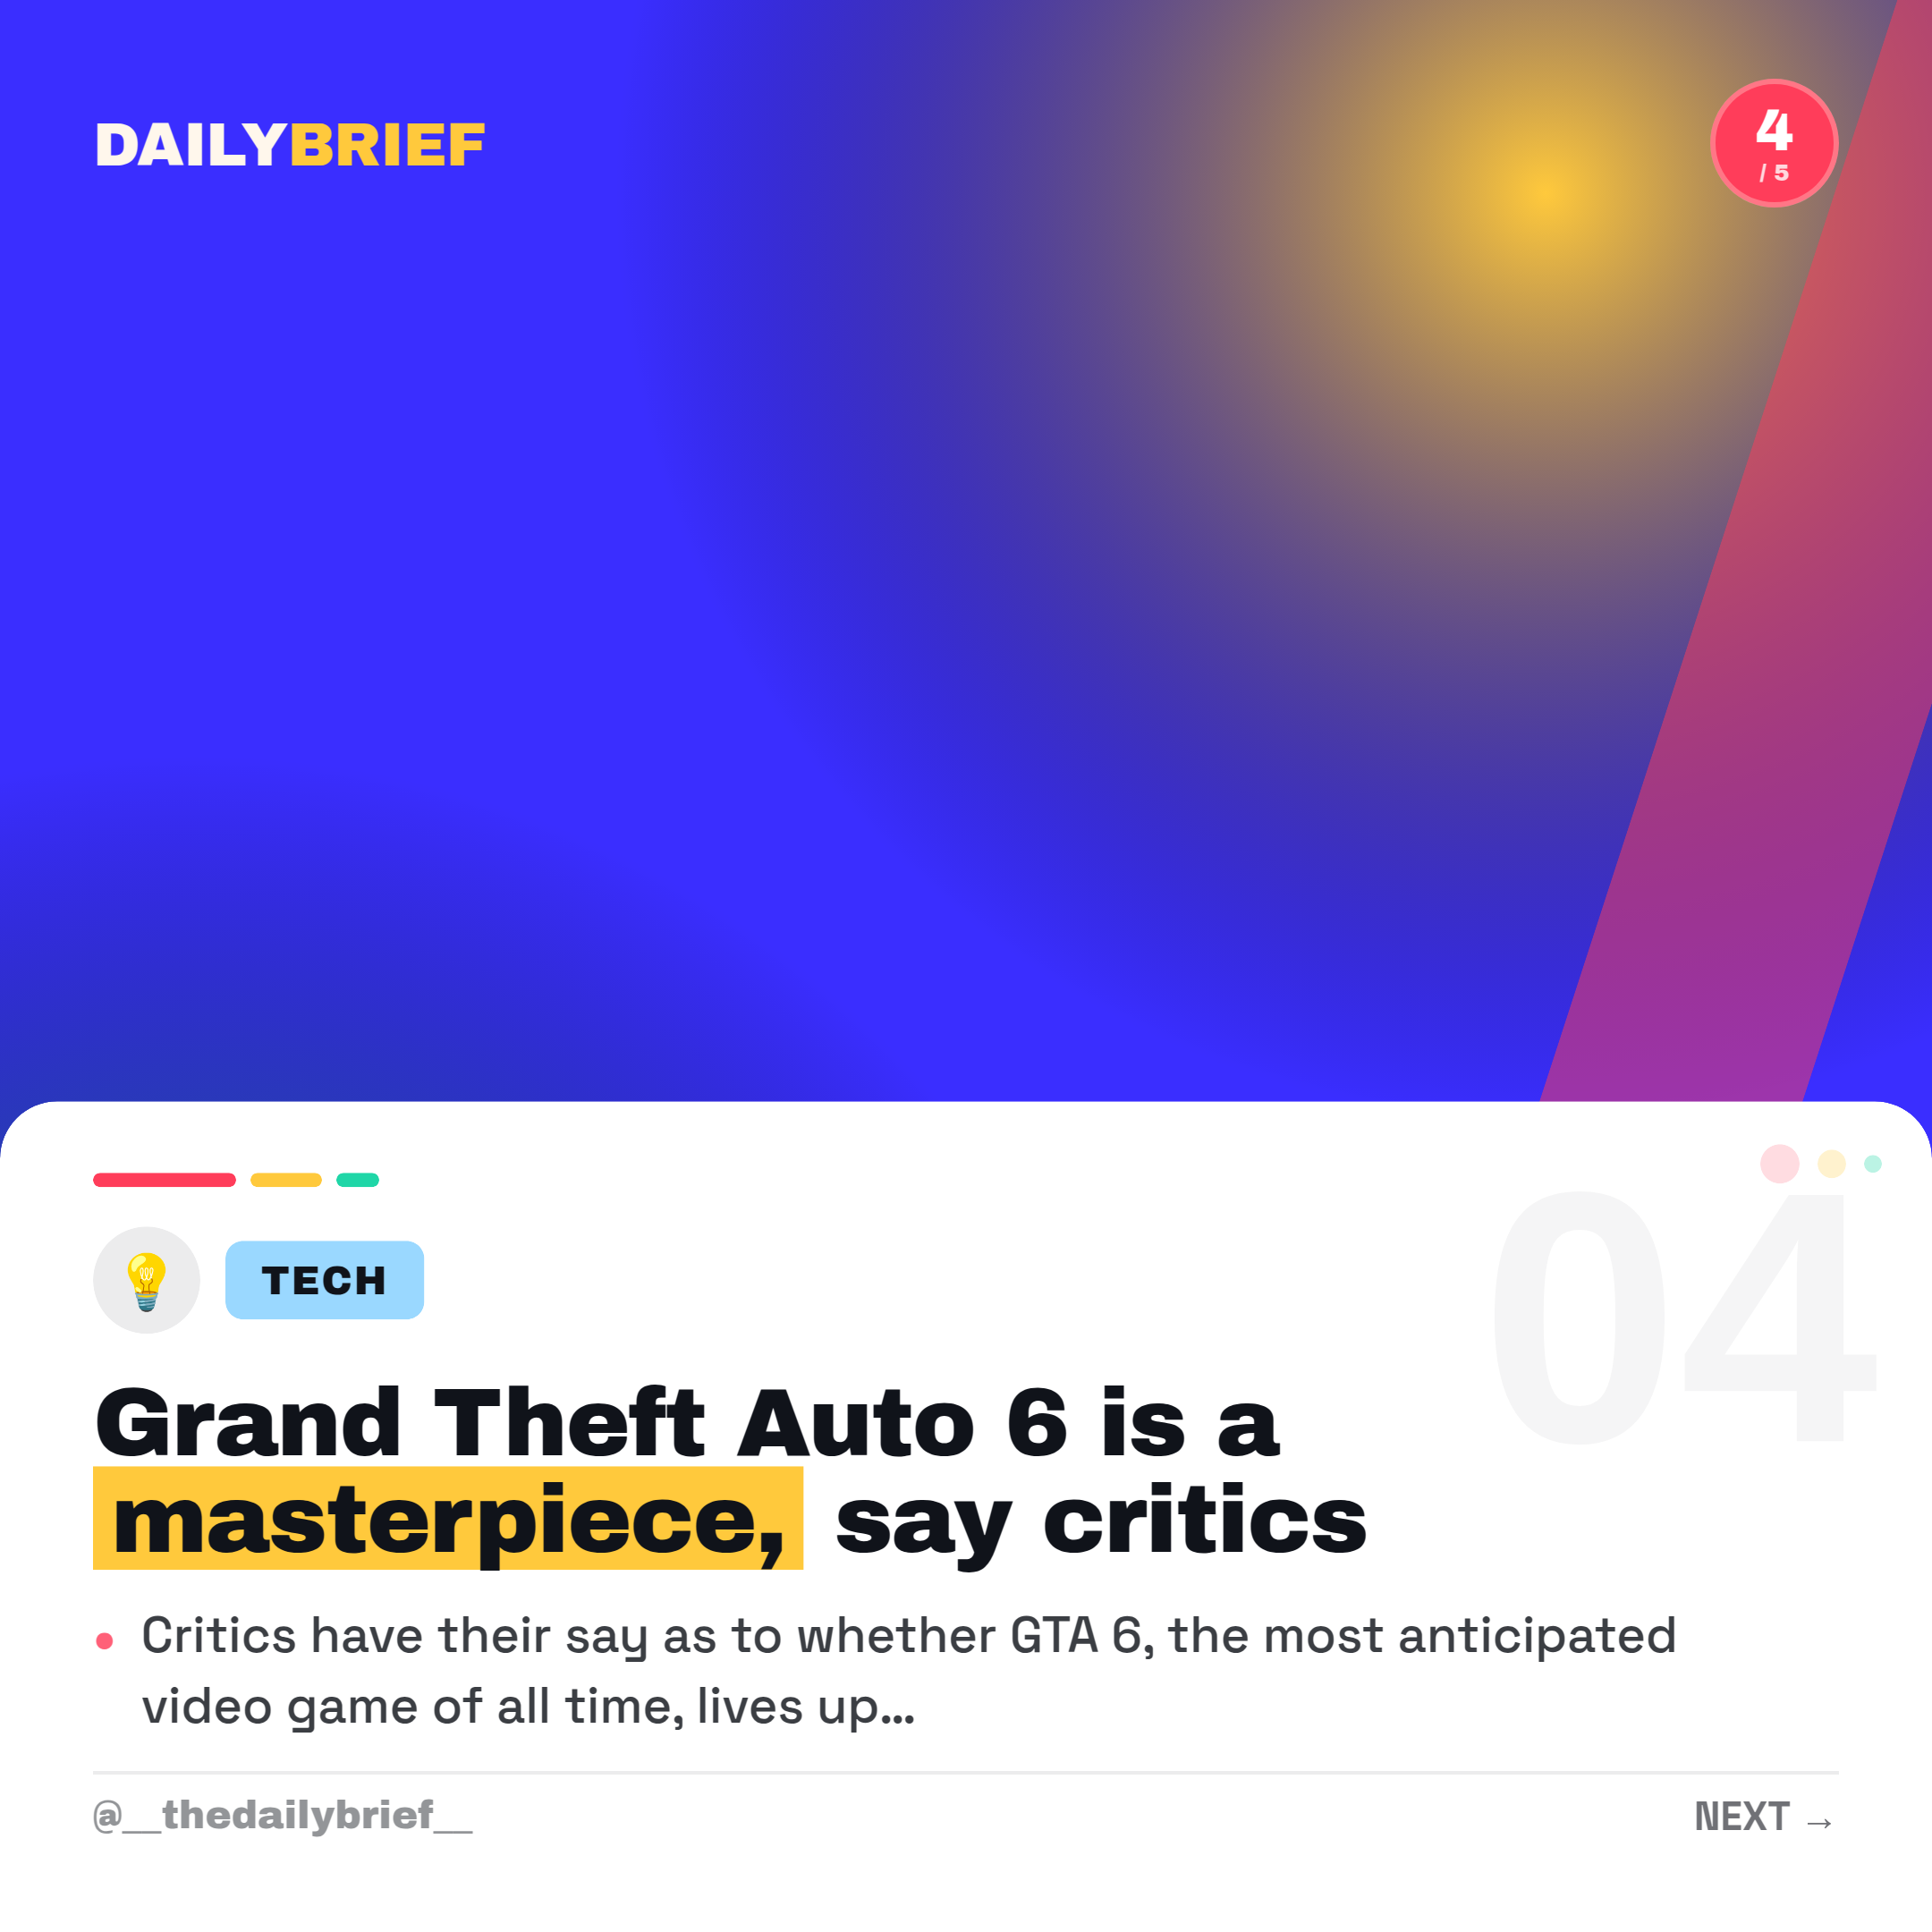 DAILYBRIEF
4
/ 5
04
TECH
Grand Theft Auto 6 is a
masterpiece, say critics
Critics have their say as to whether GTA 6, the most anticipated
video game of all time, lives up...
@__thedailybrief__
NEXT →